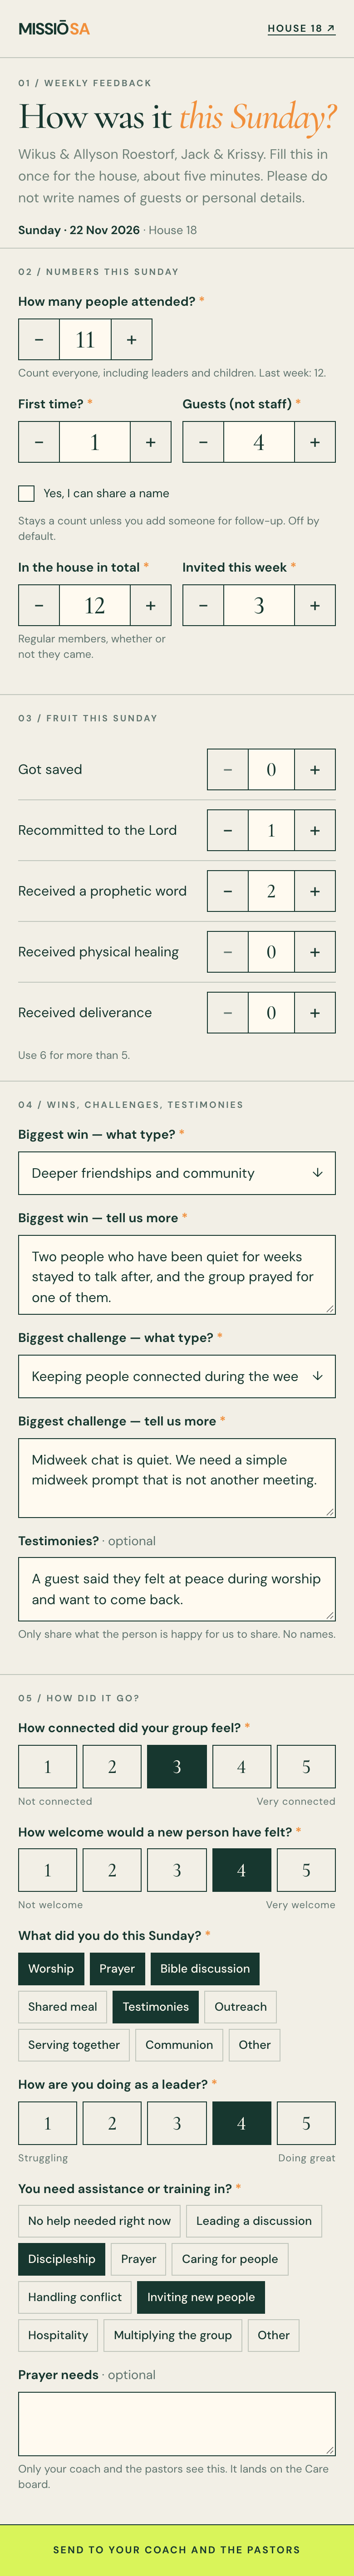 MISSIŌSA
HOUSE 18 ↗
01 / WEEKLY FEEDBACK
How was it this Sunday?
Wikus & Allyson Roestorf, Jack & Krissy. Fill this in
once for the house, about five minutes. Please do
not write names of guests or personal details.
Sunday · 22 Nov 2026 · House 18
02 / NUMBERS THIS SUNDAY
How many people attended? *
− 11 +
Count everyone, including leaders and children. Last week: 12.
First time? * Guests (not staff) *
− 1 + − 4 +
Yes, I can share a name
Stays a count unless you add someone for follow-up. Off by
default.
In the house in total * Invited this week *
− 12 + − 3 +
Regular members, whether or
not they came.
03 / FRUIT THIS SUNDAY
Got saved − 0 +
Recommitted to the Lord − 1 +
Received a prophetic word − 2 +
Received physical healing − 0 +
Received deliverance − 0 +
Use 6 for more than 5.
04 / WINS, CHALLENGES, TESTIMONIES
Biggest win — what type? *
Deeper friendships and community ↓
Biggest win — tell us more *
Two people who have been quiet for weeks
stayed to talk after, and the group prayed for
one of them.
Biggest challenge — what type? *
Keeping people connected during the wee ↓
Biggest challenge — tell us more *
Midweek chat is quiet. We need a simple
midweek prompt that is not another meeting.
Testimonies? · optional
A guest said they felt at peace during worship
and want to come back.
Only share what the person is happy for us to share. No names.
05 / HOW DID IT GO?
How connected did your group feel? *
1 2 3 4 5
Not connected Very connected
How welcome would a new person have felt? *
1 2 3 4 5
Not welcome Very welcome
What did you do this Sunday? *
Worship Prayer Bible discussion
Shared meal Testimonies Outreach
Serving together Communion Other
How are you doing as a leader? *
1 2 3 4 5
Struggling Doing great
You need assistance or training in? *
No help needed right now Leading a discussion
Discipleship Prayer Caring for people
Handling conflict Inviting new people
Hospitality Multiplying the group Other
Prayer needs · optional
Only your coach and the pastors see this. It lands on the Care
board.
SEND TO YOUR COACH AND THE PASTORS